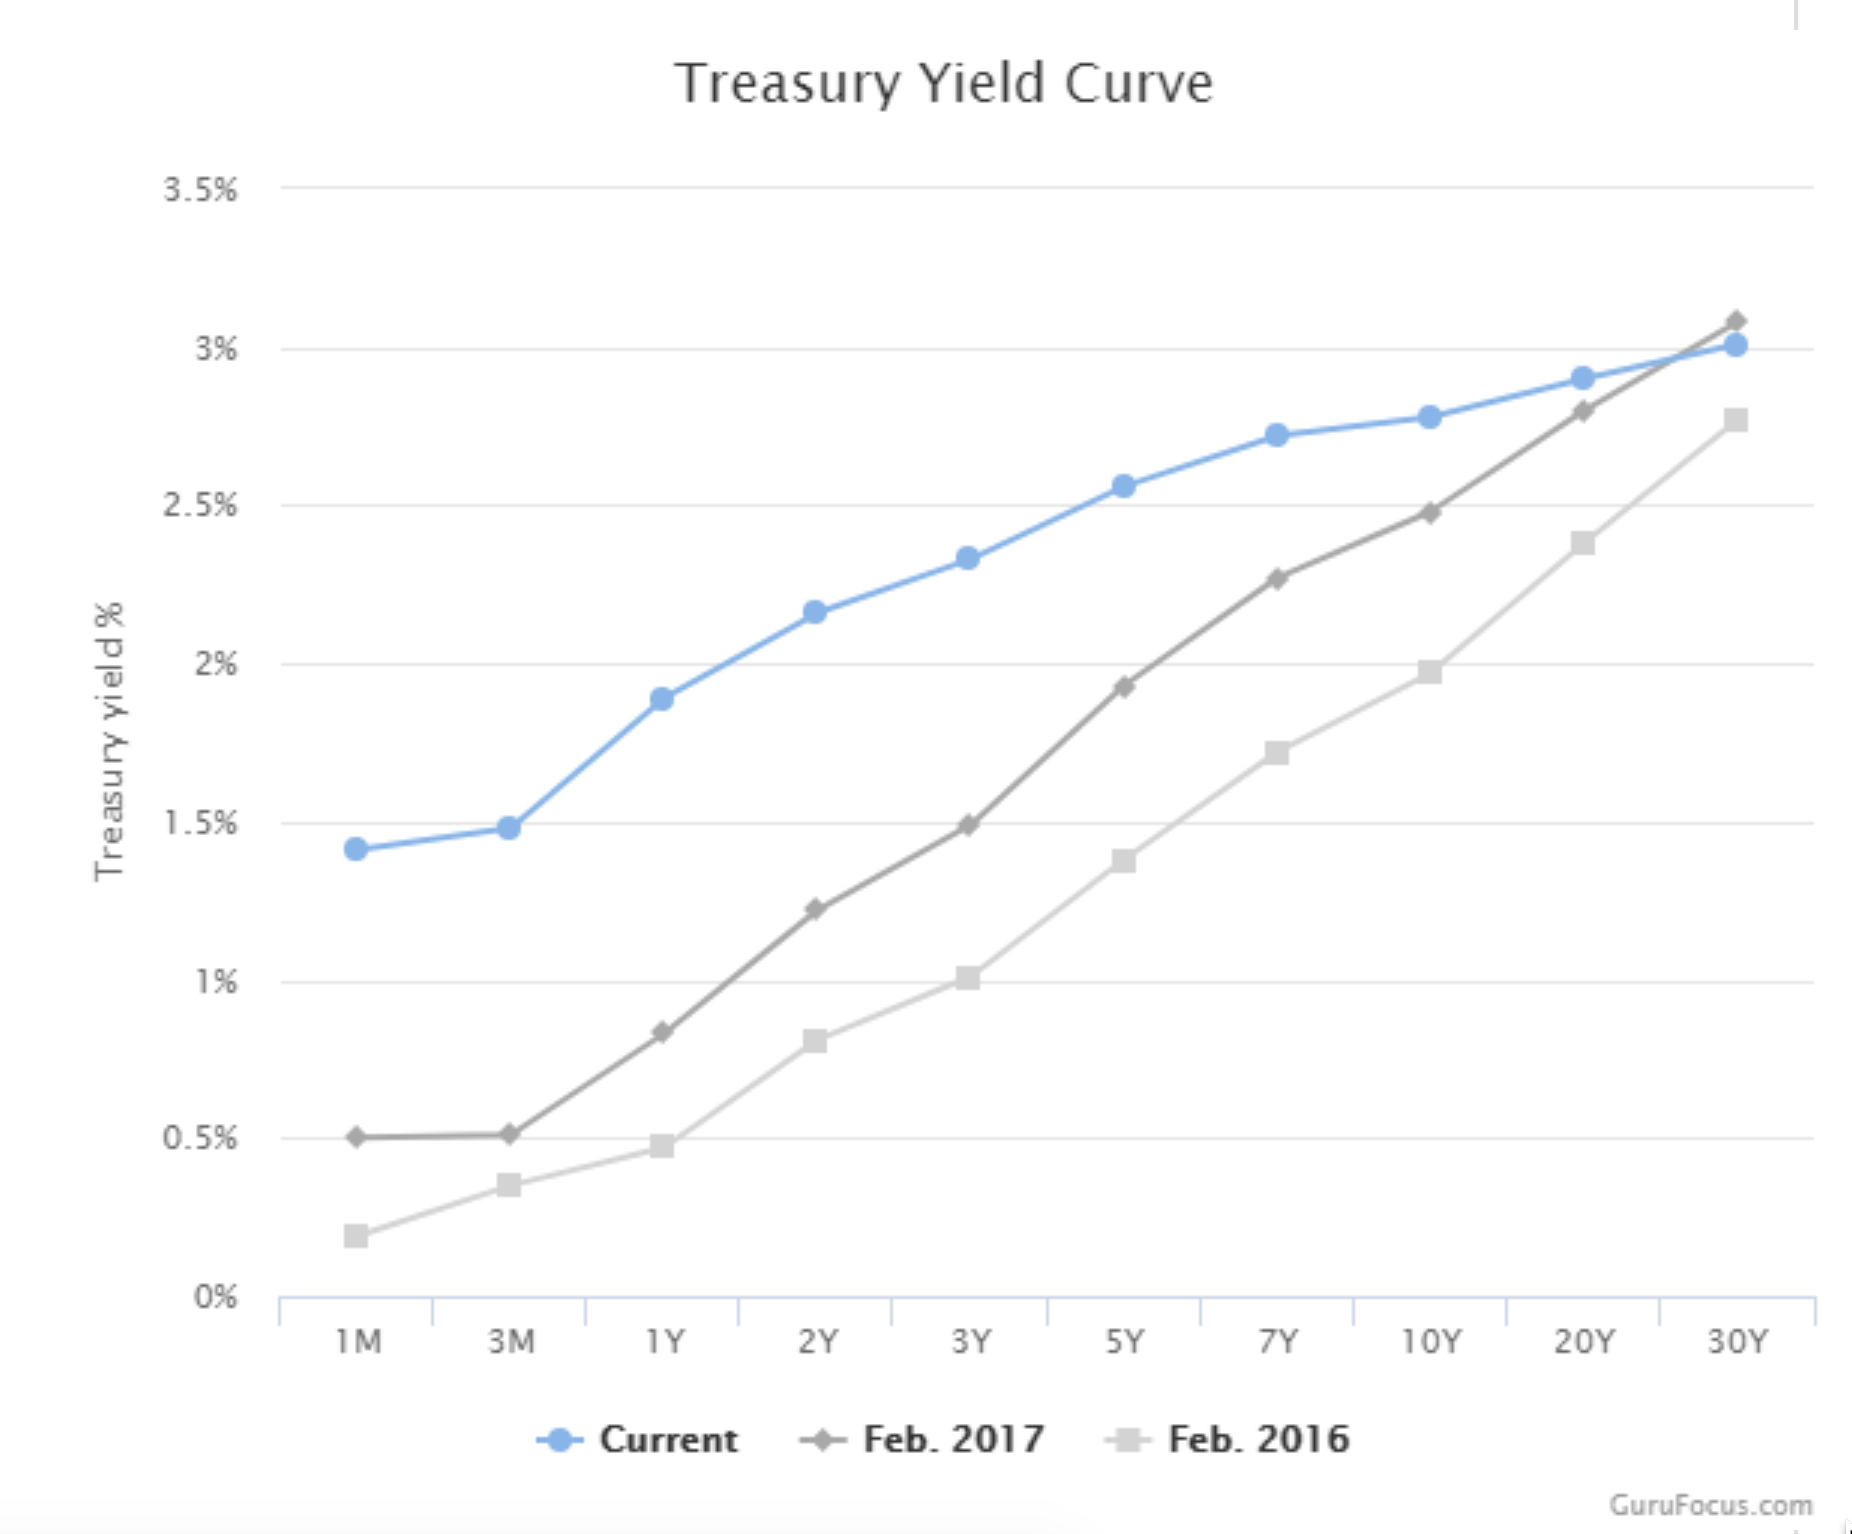 Treasury Yield Curve
3.5%
3%
2.5%
2%
1.5%
1%
0.5%
0%
Treasury yield %
1M 3M 1Y 2Y 3Y 5Y 7Y 10Y 20Y 30Y
Current Feb. 2017 Feb. 2016
GuruFocus.com